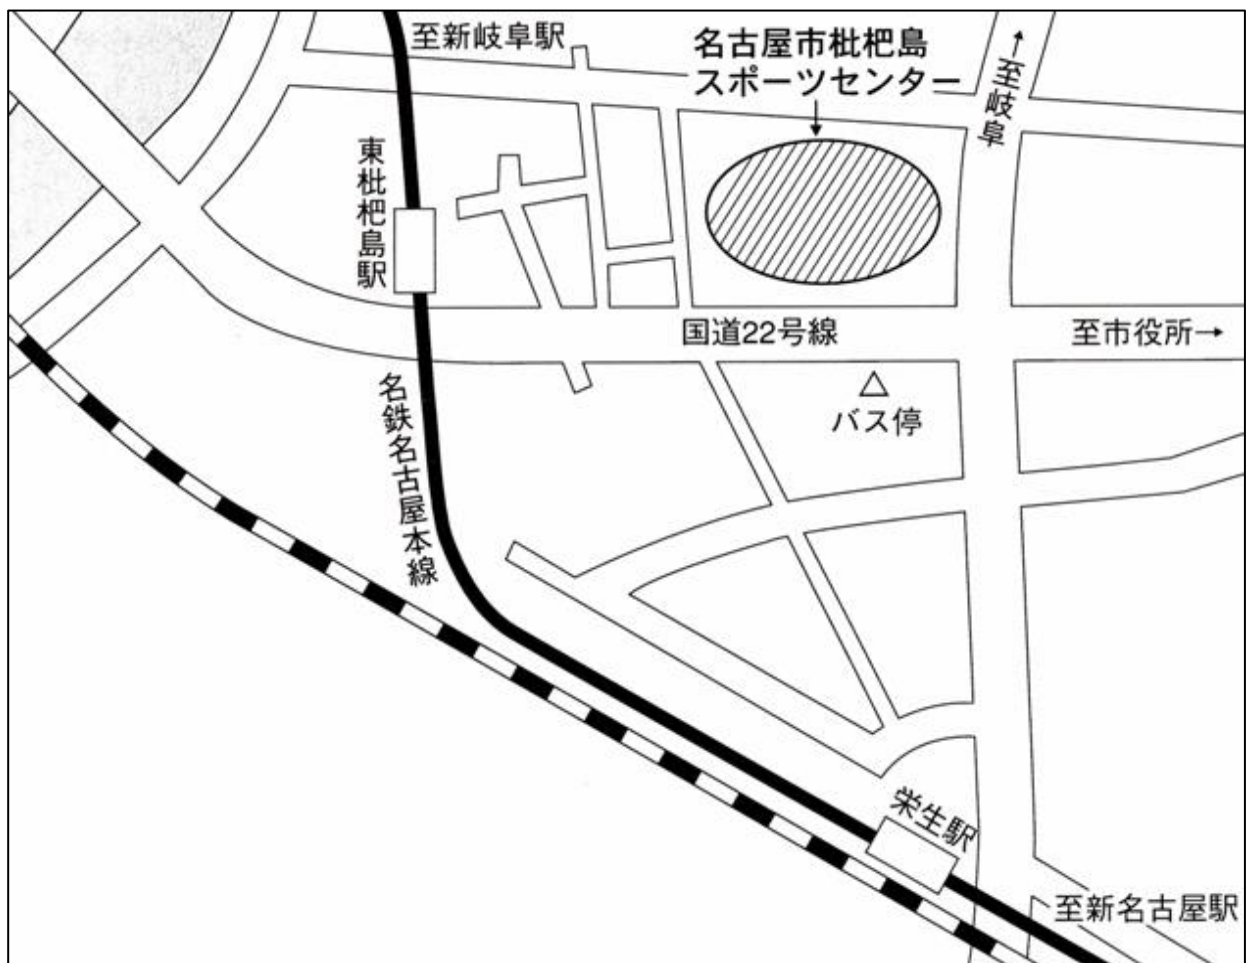 至新岐阜駅
名古屋市枇杷島
スポーツセンター
↑至岐阜
東枇杷島駅
国道22号線
至市役所→
バス停
名鉄名古屋本線
栄生駅
至新名古屋駅